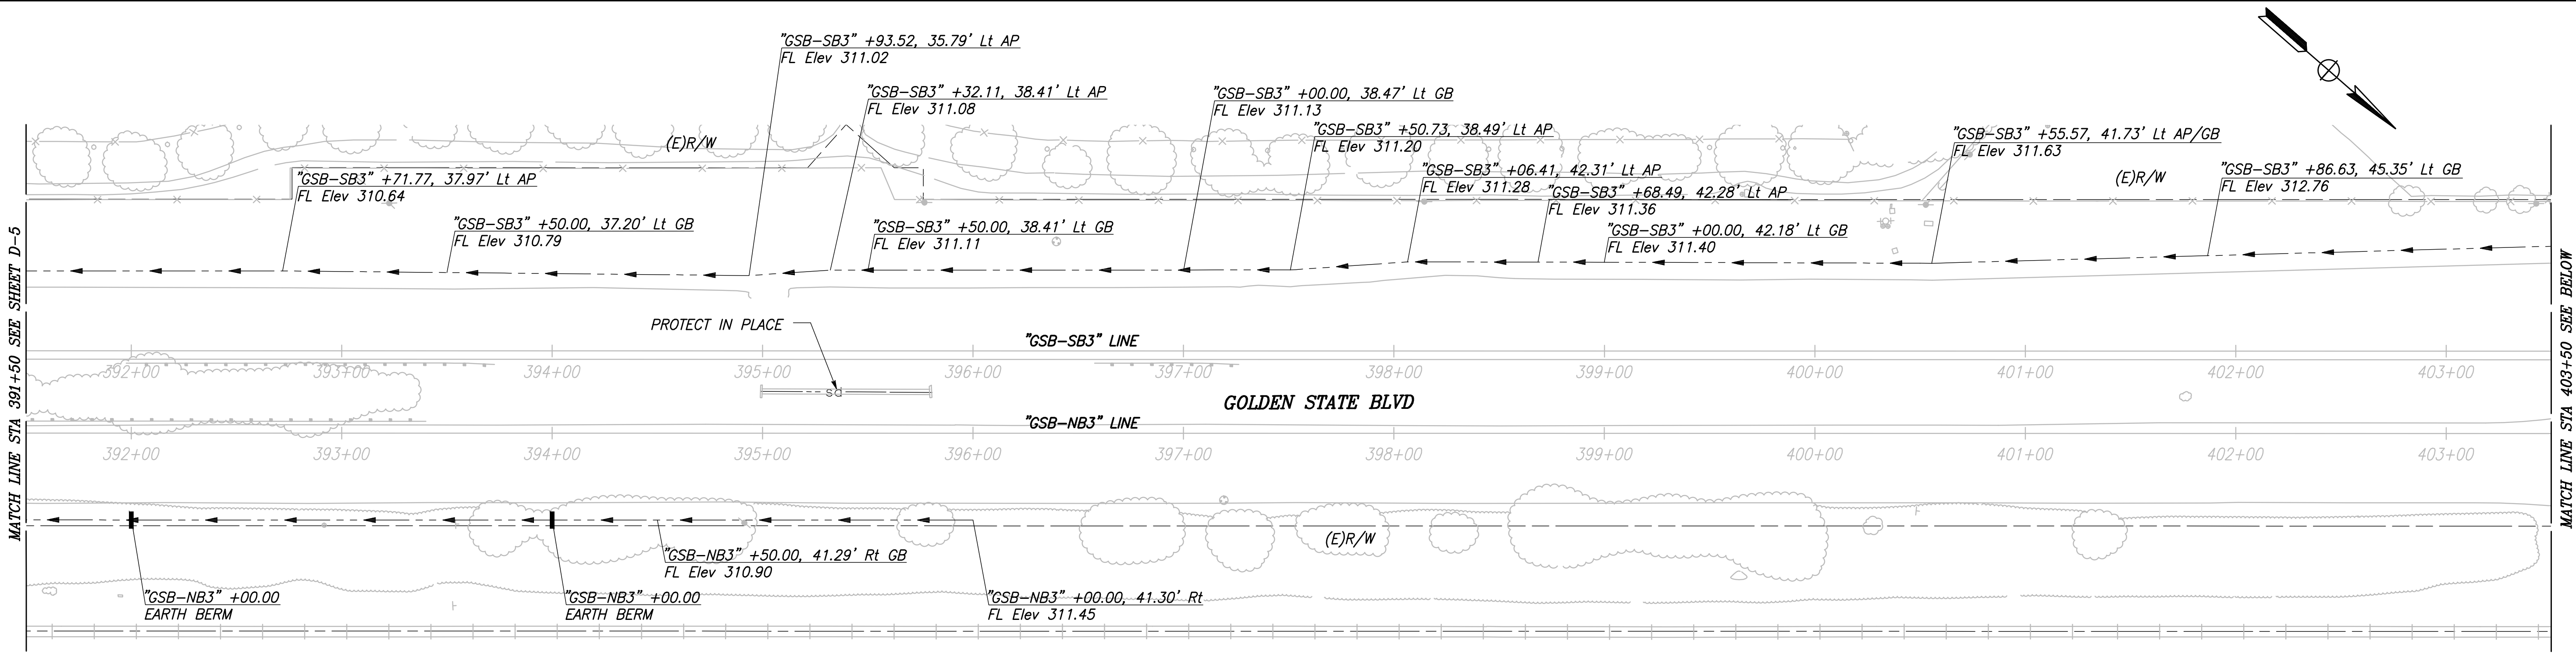 "GSB-SB3" +93.52, 35.79' Lt AP
FL Elev 311.02
"GSB-SB3" +32.11, 38.41' Lt AP
FL Elev 311.08
"GSB-SB3" +00.00, 38.47' Lt GB
FL Elev 311.13
"GSB-SB3" +50.73, 38.49' Lt AP
FL Elev 311.20
"GSB-SB3" +55.57, 41.73' Lt AP/GB
FL Elev 311.63
(E)R/W
"GSB-SB3" +71.77, 37.97' Lt AP
FL Elev 310.64
"GSB-SB3" +06.41, 42.31' Lt AP
FL Elev 311.28
"GSB-SB3" +68.49, 42.28' Lt AP
FL Elev 311.36
(E)R/W
"GSB-SB3" +86.63, 45.35' Lt GB
FL Elev 312.76
"GSB-SB3" +50.00, 37.20' Lt GB
FL Elev 310.79
"GSB-SB3" +50.00, 38.41' Lt GB
FL Elev 311.11
"GSB-SB3" +00.00, 42.18' Lt GB
FL Elev 311.40
MATCH LINE STA 391+50 SEE SHEET D-5
MATCH LINE STA 403+50 SEE BELOW
PROTECT IN PLACE
"GSB-SB3" LINE
392+00 393+00 394+00 395+00 396+00 397+00 398+00 399+00 400+00 401+00 402+00 403+00
sd
GOLDEN STATE BLVD
"GSB-NB3" LINE
392+00 393+00 394+00 395+00 396+00 397+00 398+00 399+00 400+00 401+00 402+00 403+00
(E)R/W
"GSB-NB3" +50.00, 41.29' Rt GB
FL Elev 310.90
"GSB-NB3" +00.00
EARTH BERM
"GSB-NB3" +00.00
EARTH BERM
"GSB-NB3" +00.00, 41.30' Rt
FL Elev 311.45